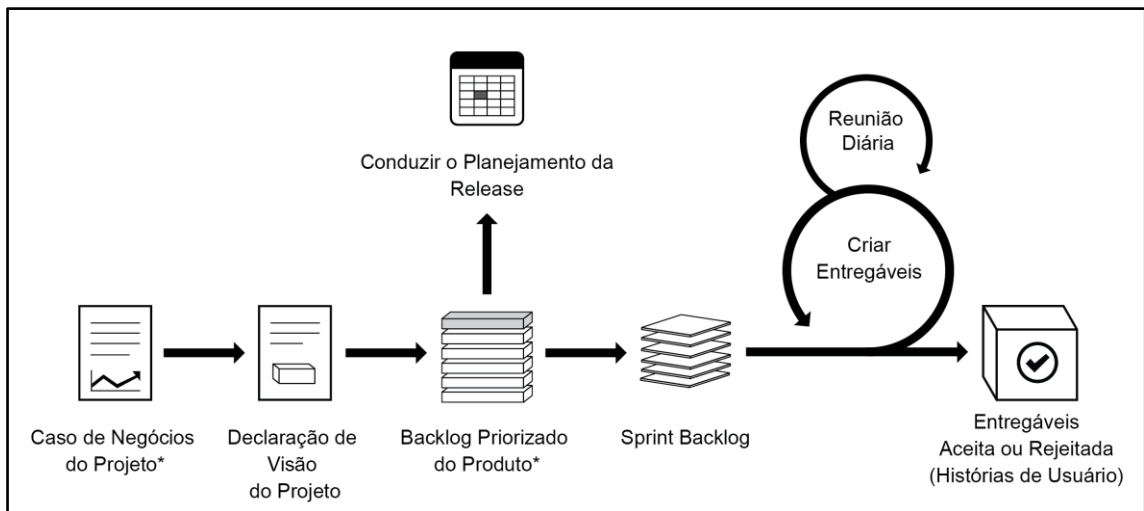 Conduzir o Planejamento da
Release
Reunião
Diária
Criar
Entregáveis
Caso de Negócios
do Projeto*
Declaração de
Visão
do Projeto
Backlog Priorizado
do Produto*
Sprint Backlog
Entregáveis
Aceita ou Rejeitada
(Histórias de Usuário)